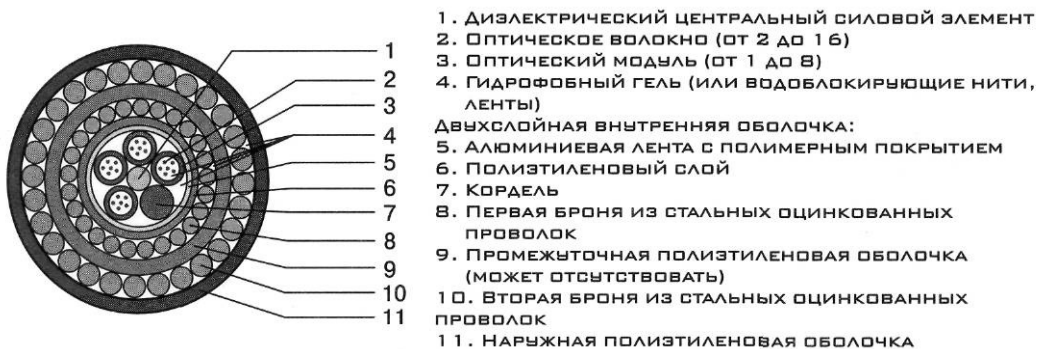 1
2
3
4
5
6
7
8
9
10
11
1. Диэлектрический центральный силовой элемент
2. Оптическое волокно (от 2 до 16)
3. Оптический модуль (от 1 до 8)
4. Гидрофобный гель (или водоблокирующие нити,
ленты)
Двухслойная внутренняя оболочка:
5. Алюминиевая лента с полимерным покрытием
6. Полиэтиленовый слой
7. Кордель
8. Первая броня из стальных оцинкованных
проволок
9. Промежуточная полиэтиленовая оболочка
(может отсутствовать)
10. Вторая броня из стальных оцинкованных
проволок
11. Наружная полиэтиленовая оболочка